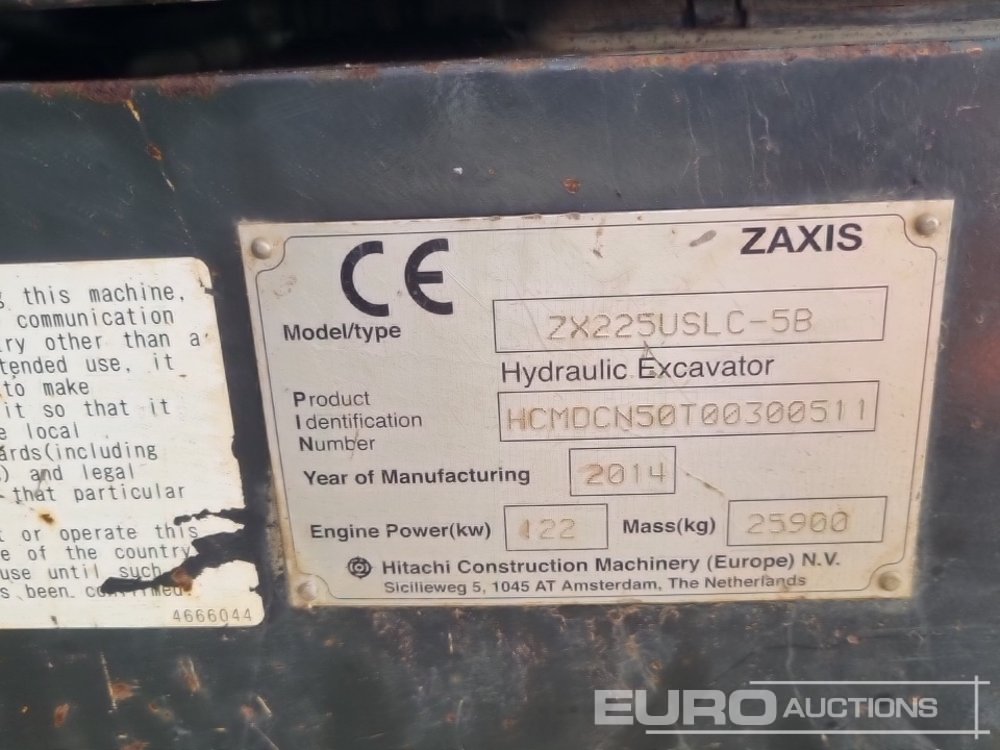 g this machine,
communication
ry other than a
tended use, it
to make
it so that it
e local
ards(including
) and legal
that particular
t or operate this
e of the country
use until such
s been confirmed.
4666044
CE ZAXIS
Model/type ZX225USLC-5B
Hydraulic Excavator
Product
Identification HCMDCN50T00300511
Number
Year of Manufacturing 2014
Engine Power(kw) 122 Mass(kg) 25900
Hitachi Construction Machinery (Europe) N.V.
Sicilieweg 5, 1045 AT Amsterdam, The Netherlands
EURO AUCTIONS